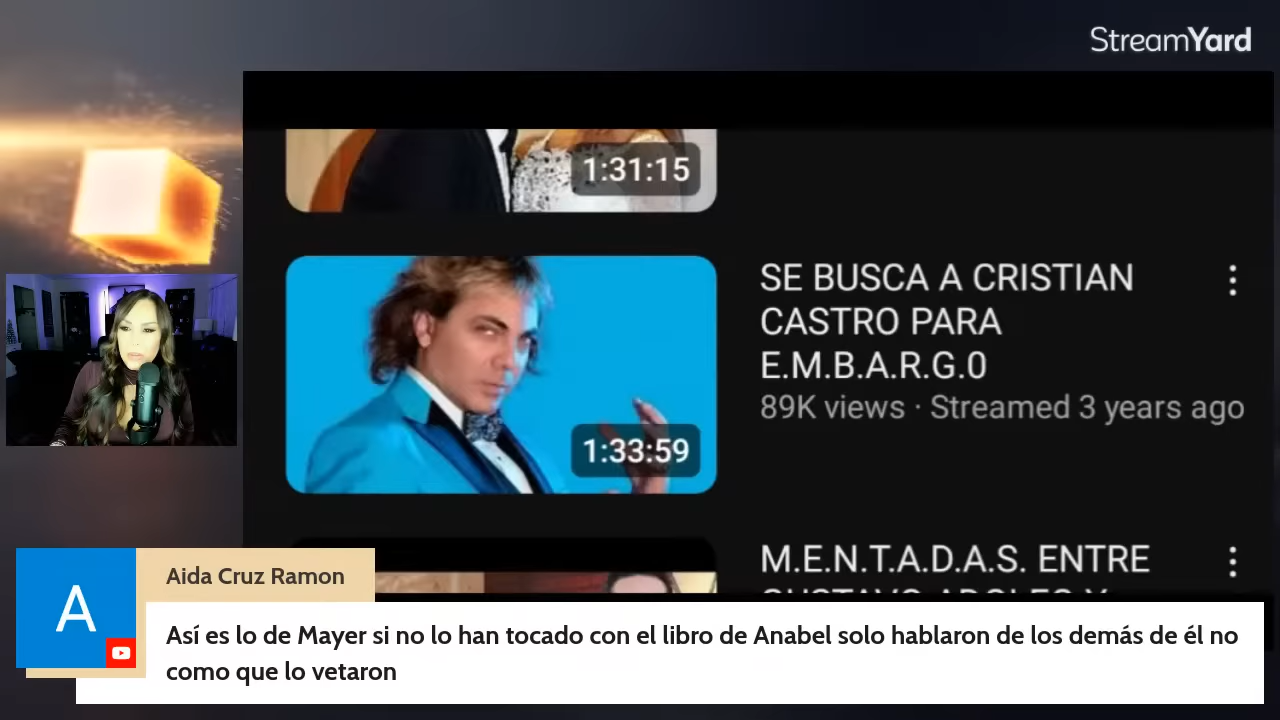 StreamYard
1:31:15
SE BUSCA A CRISTIAN
CASTRO PARA
E.M.B.A.R.G.0
89K views · Streamed 3 years ago
1:33:59
M.E.N.T.A.D.A.S. ENTRE
GUSTAVO ADOLFO Y
A
Aida Cruz Ramon
Así es lo de Mayer si no lo han tocado con el libro de Anabel solo hablaron de los demás de él no
como que lo vetaron